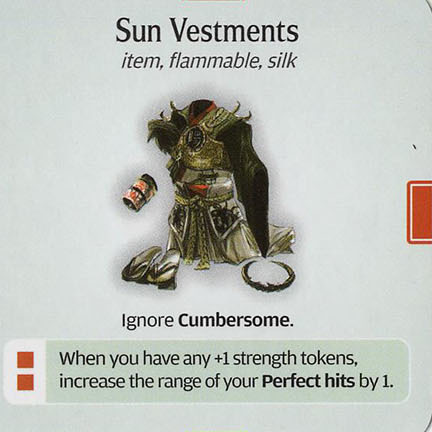 Sun Vestments
item, flammable, silk
Ignore Cumbersome.
When you have any +1 strength tokens,
increase the range of your Perfect hits by 1.